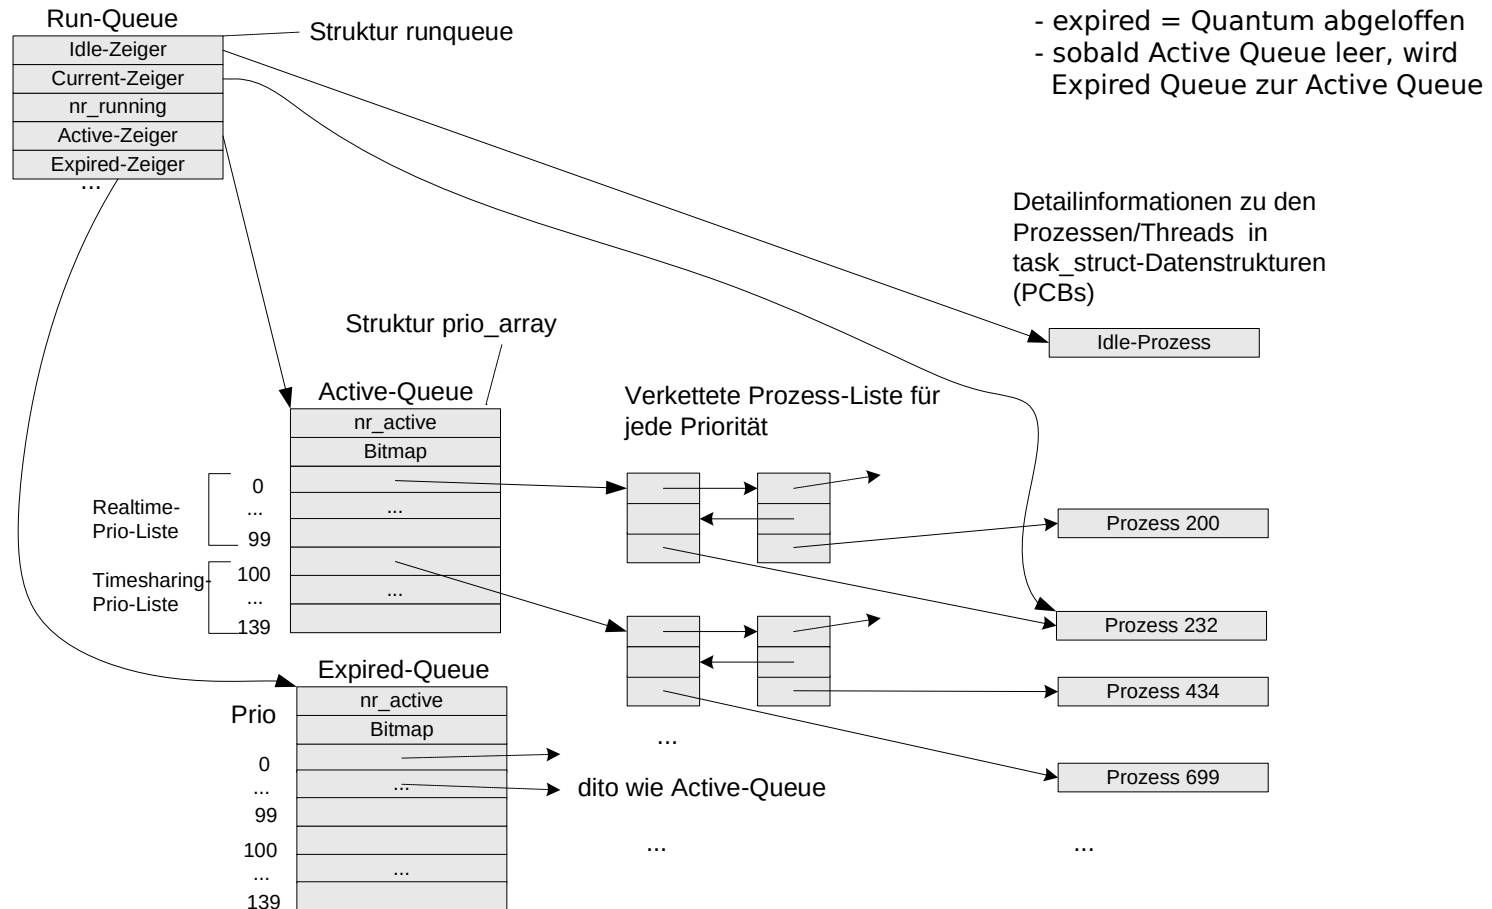 Run-Queue
Idle-Zeiger
Current-Zeiger
nr_running
Active-Zeiger
Expired-Zeiger
...
Struktur runqueue
- expired = Quantum abgeloffen
- sobald Active Queue leer, wird
Expired Queue zur Active Queue
Detailinformationen zu den
Prozessen/Threads in
task_struct-Datenstrukturen
(PCBs)
Idle-Prozess
Struktur prio_array
Active-Queue
nr_active
Bitmap
...
...
Realtime-
Prio-Liste
0
...
99
Timesharing-
Prio-Liste
100
...
139
Verkettete Prozess-Liste für
jede Priorität
Prozess 200
Prozess 232
Prozess 434
Prozess 699
...
...
...
Expired-Queue
nr_active
Bitmap
...
...
Prio
0
...
99
100
...
139
dito wie Active-Queue